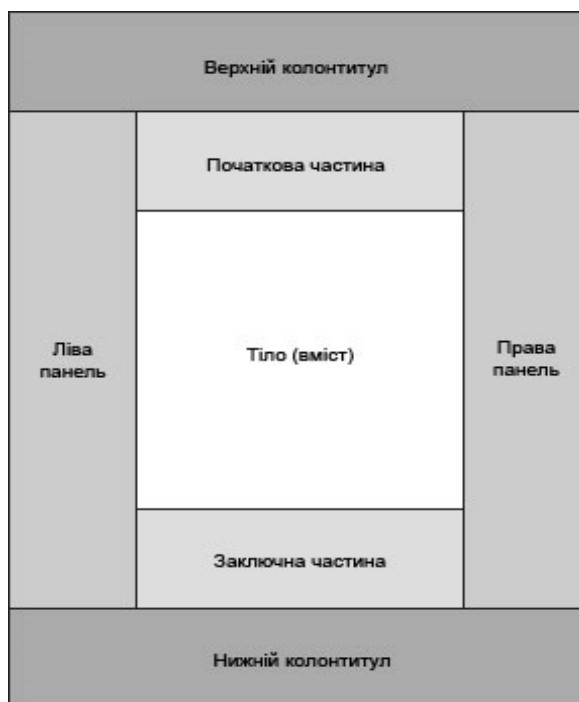 Верхній колонтитул
Початкова частина
Ліва
панель
Тіло (вміст)
Права
панель
Заключна частина
Нижній колонтитул